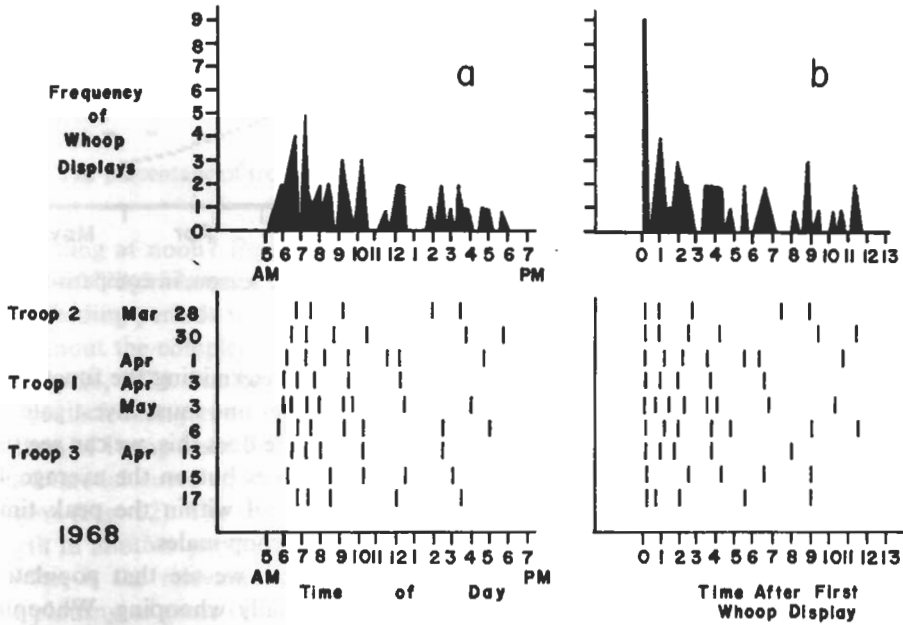 9
8
7
6
5
4
3
2
1
0
Frequency
of
Whoop
Displays
a
b
5 6 7 8 9 10 11 12 1 2 3 4 5 6 7
AM PM
0 1 2 3 4 5 6 7 8 9 10 11 12 13
Troop 2 Mar 28
30
Apr 1
Troop 1 Apr 3
May 3
6
Troop 3 Apr 13
15
17
1968
6 7 8 9 10 11 12 1 2 3 4 5 6 7
AM PM
Time of Day
0 1 2 3 4 5 6 7 8 9 10 11 12 13
Time After First
Whoop Display